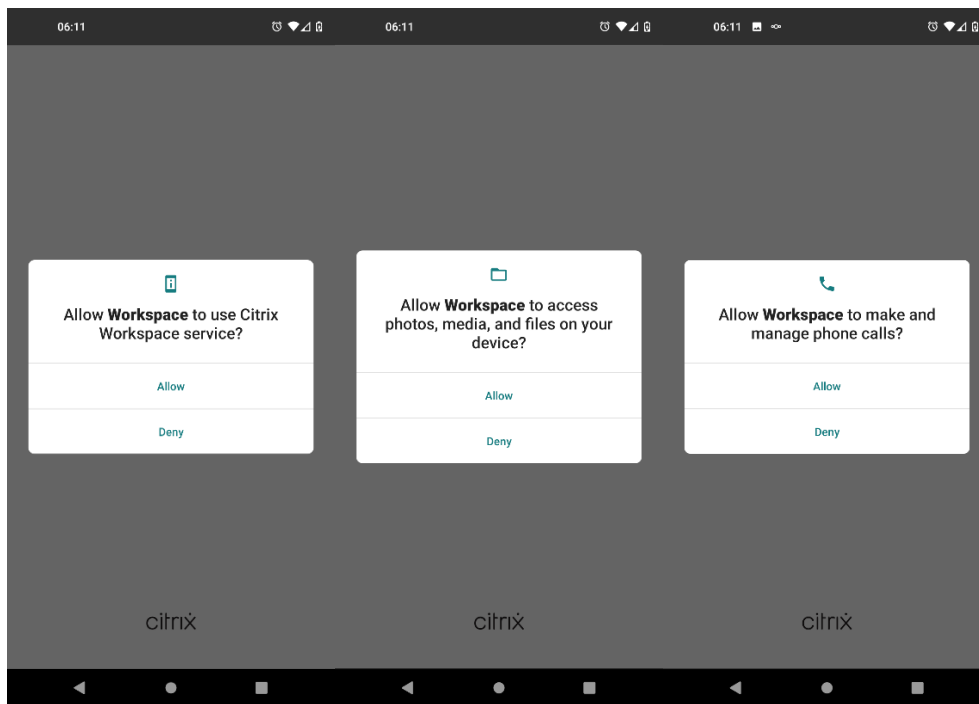 06:11
Allow Workspace to use Citrix
Workspace service?
Allow
Deny
citrix
06:11
Allow Workspace to access
photos, media, and files on your
device?
Allow
Deny
citrix
06:11
Allow Workspace to make and
manage phone calls?
Allow
Deny
citrix